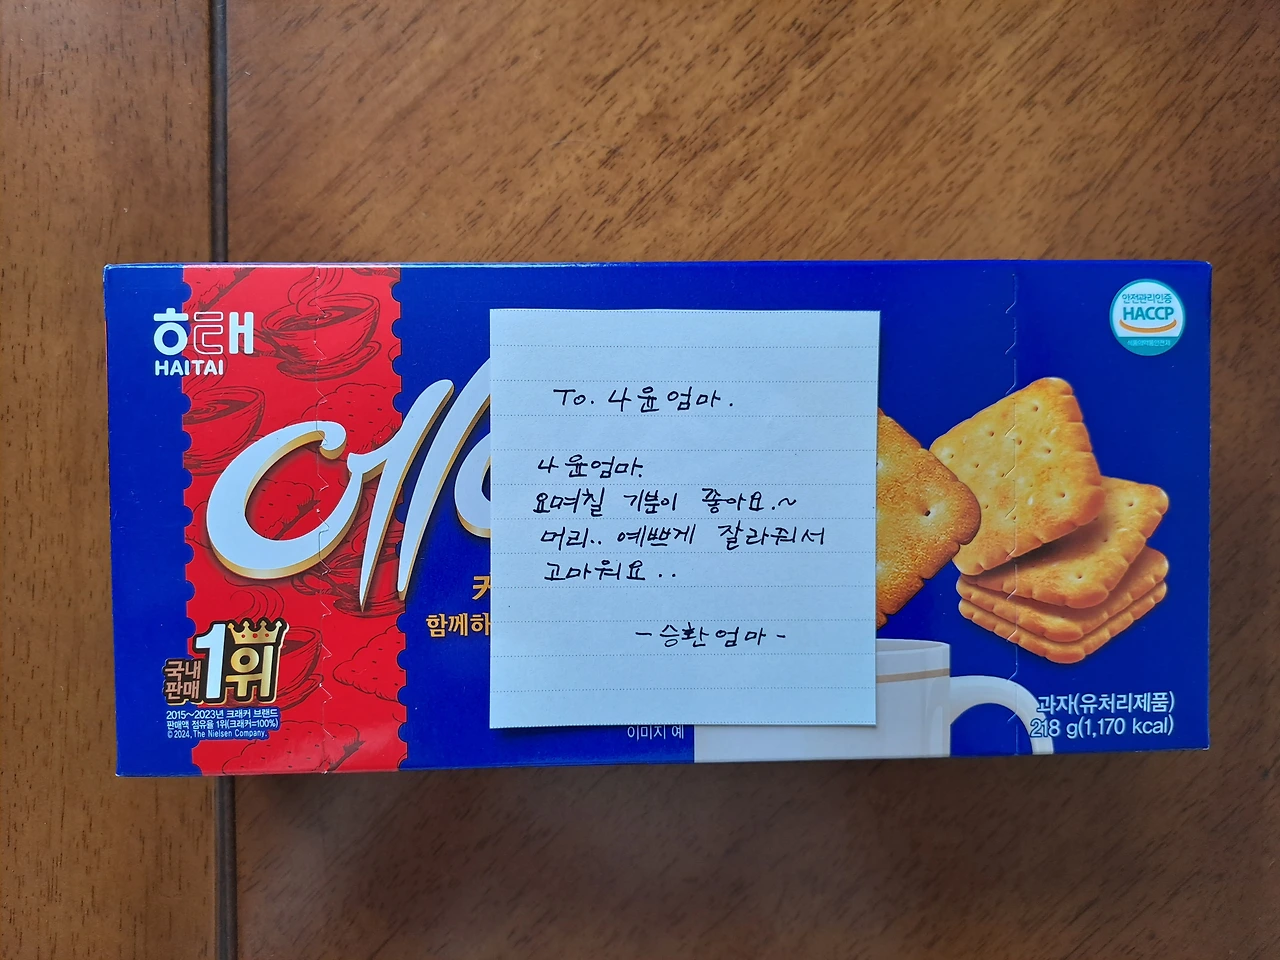 해태
HAITAI
안전관리인증
HACCP
To. 나윤엄마.
나윤엄마.
요며칠 기분이 좋아요.~
머리.. 예쁘게 잘라줘서
고마워요..
-승환엄마-
함께하
국내
판매
1위
2015~2023년 크래커 브랜드
판매액 점유율 1위(크래커=100%)
© 2024, The Nielsen Company.
이미지 예
과자(유처리제품)
218 g(1,170 kcal)